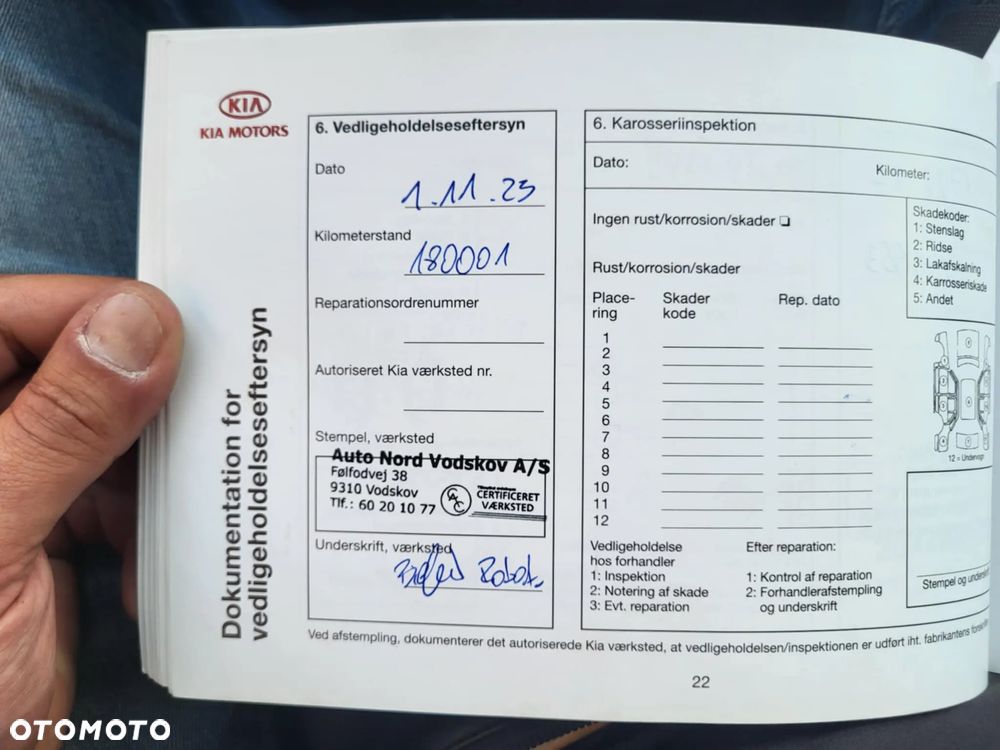 KIA
KIA MOTORS
Dokumentation for
vedligeholdelseseftersyn
6. Vedligeholdelseseftersyn
Dato
1.11.23
Kilometerstand
180001
Reparationsordrenummer
Autoriseret Kia værksted nr.
Stempel, værksted
Auto Nord Vodskov A/S
Følfodvej 38
9310 Vodskov
Tlf.: 60 20 10 77
CERTIFICERET
VÆRKSTED
Underskrift, værksted
6. Karosseriinspektion
Dato:
Kilometer:
Ingen rust/korrosion/skader
Rust/korrosion/skader
Skadekoder:
1: Stenslag
2: Ridse
3: Lakafskalning
4: Karrosseriskade
5: Andet
Place-
ring
Skader
kode
Rep. dato
1
2
3
4
5
6
7
8
9
10
11
12
12 = Undervogn
Vedligeholdelse
hos forhandler
1: Inspektion
2: Notering af skade
3: Evt. reparation
Efter reparation:
1: Kontrol af reparation
2: Forhandlerafstempling
og underskrift
Stempel og
Ved afstempling, dokumenterer det autoriserede Kia værksted, at vedligeholdelsen/inspektionen er udført iht. fabrikantens
22
OTOMOTO